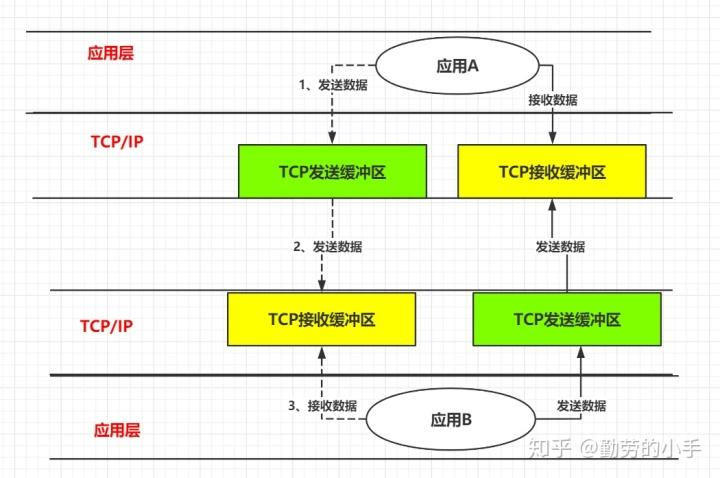 应用层
应用A
1、发送数据
接收数据
TCP/IP
TCP发送缓冲区
TCP接收缓冲区
2、发送数据
发送数据
TCP/IP
TCP接收缓冲区
TCP发送缓冲区
3、接收数据
应用B
发送数据
应用层
知乎 @勤劳的小手